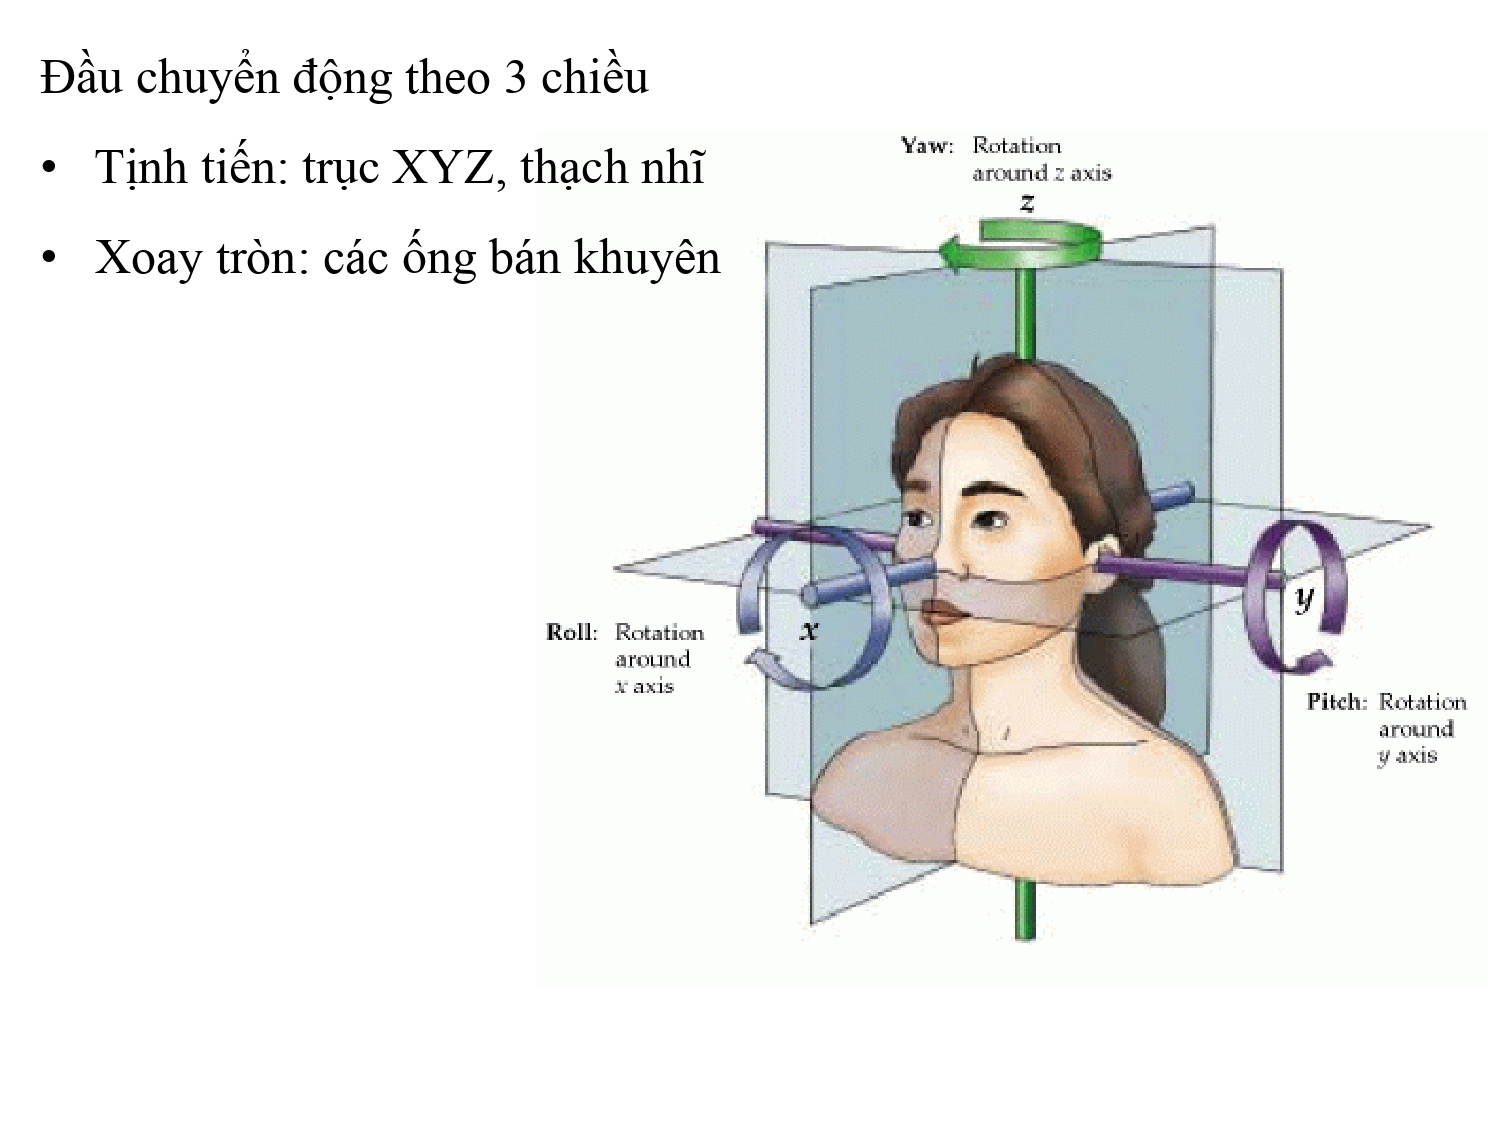 Đầu chuyển động theo 3 chiều
• Tịnh tiến: trục XYZ, thạch nhĩ
• Xoay tròn: các ống bán khuyên
Yaw: Rotation
around z axis
z
x
y
Roll: Rotation
around
x axis
Pitch: Rotation
around
y axis